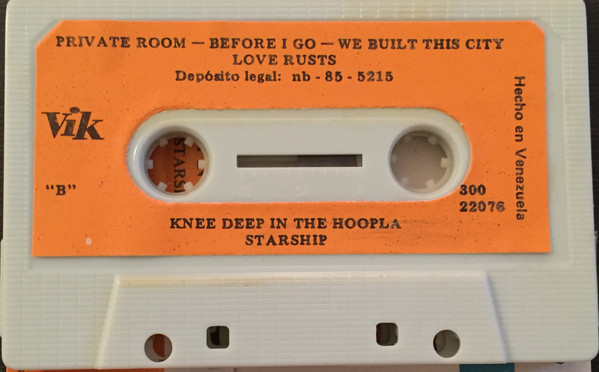 PRIVATE ROOM — BEFORE I GO — WE BUILT THIS CITY
LOVE RUSTS
Depósito legal: nb - 85 - 5215
Vik
STARSI
Hecho en Venezuela
"B"
300
22076
KNEE DEEP IN THE HOOPLA
STARSHIP